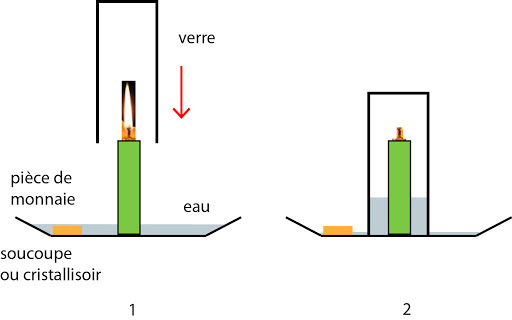 verre
pièce de
monnaie
eau
soucoupe
ou cristallisoir
1
2